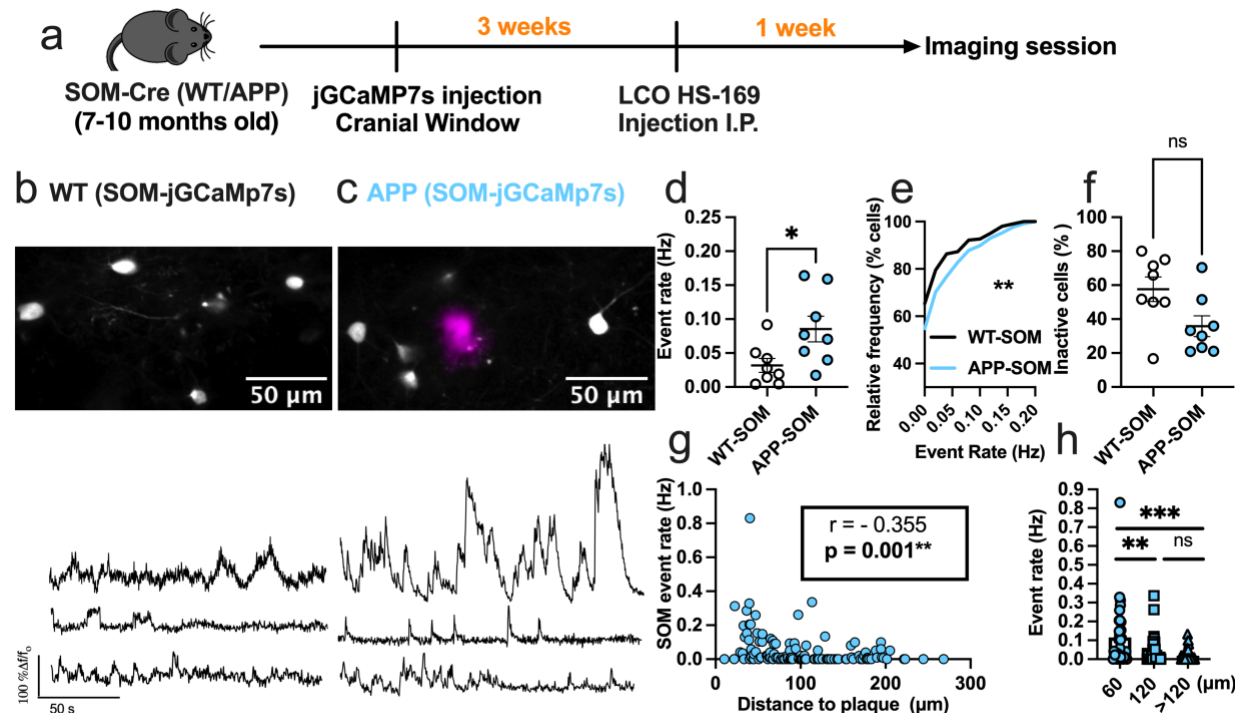 a
3 weeks
1 week
Imaging session
SOM-Cre (WT/APP)
(7-10 months old)
jGCaMP7s injection
Cranial Window
LCO HS-169
Injection I.P.
b WT (SOM-jGCaMp7s)
50 µm
100 %Δf/f₀
50 s
c APP (SOM-jGCaMp7s)
50 µm
d
Event rate (Hz)
0.25
0.20
0.15
0.10
0.05
0.00
*
WT-SOM
APP-SOM
e
Relative frequency (% cells)
100
80
60
40
**
WT-SOM
APP-SOM
0.00
0.05
0.10
0.15
0.20
Event Rate (Hz)
f
ns
Inactive cells (% )
100
80
60
40
20
0
WT-SOM
APP-SOM
g
SOM event rate (Hz)
1.0
0.8
0.6
0.4
0.2
0.0
r = - 0.355
p = 0.001**
0
100
200
300
Distance to plaque (µm)
h
Event rate (Hz)
0.9
0.8
0.7
0.6
0.5
0.4
0.3
0.2
0.1
0.0
***
**
ns
60
120
>120
(µm)